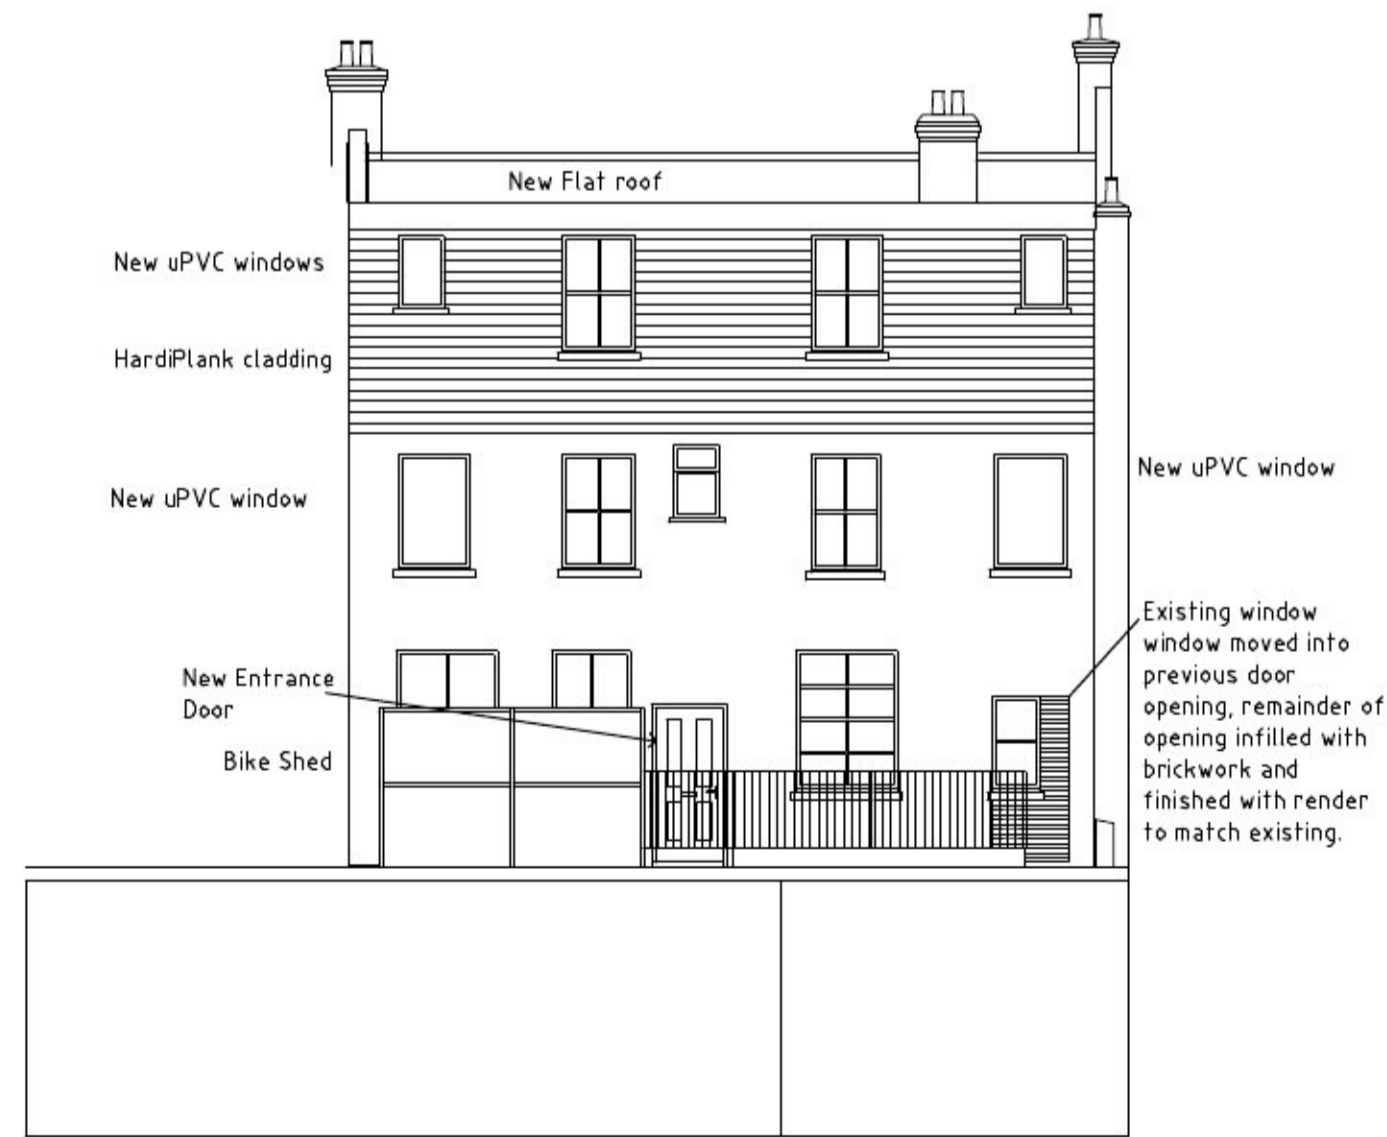 New Flat roof
New uPVC windows
HardiPlank cladding
New uPVC window
New uPVC window
New Entrance
Door
Bike Shed
Existing window
window moved into
previous door
opening, remainder of
opening infilled with
brickwork and
finished with render
to match existing.